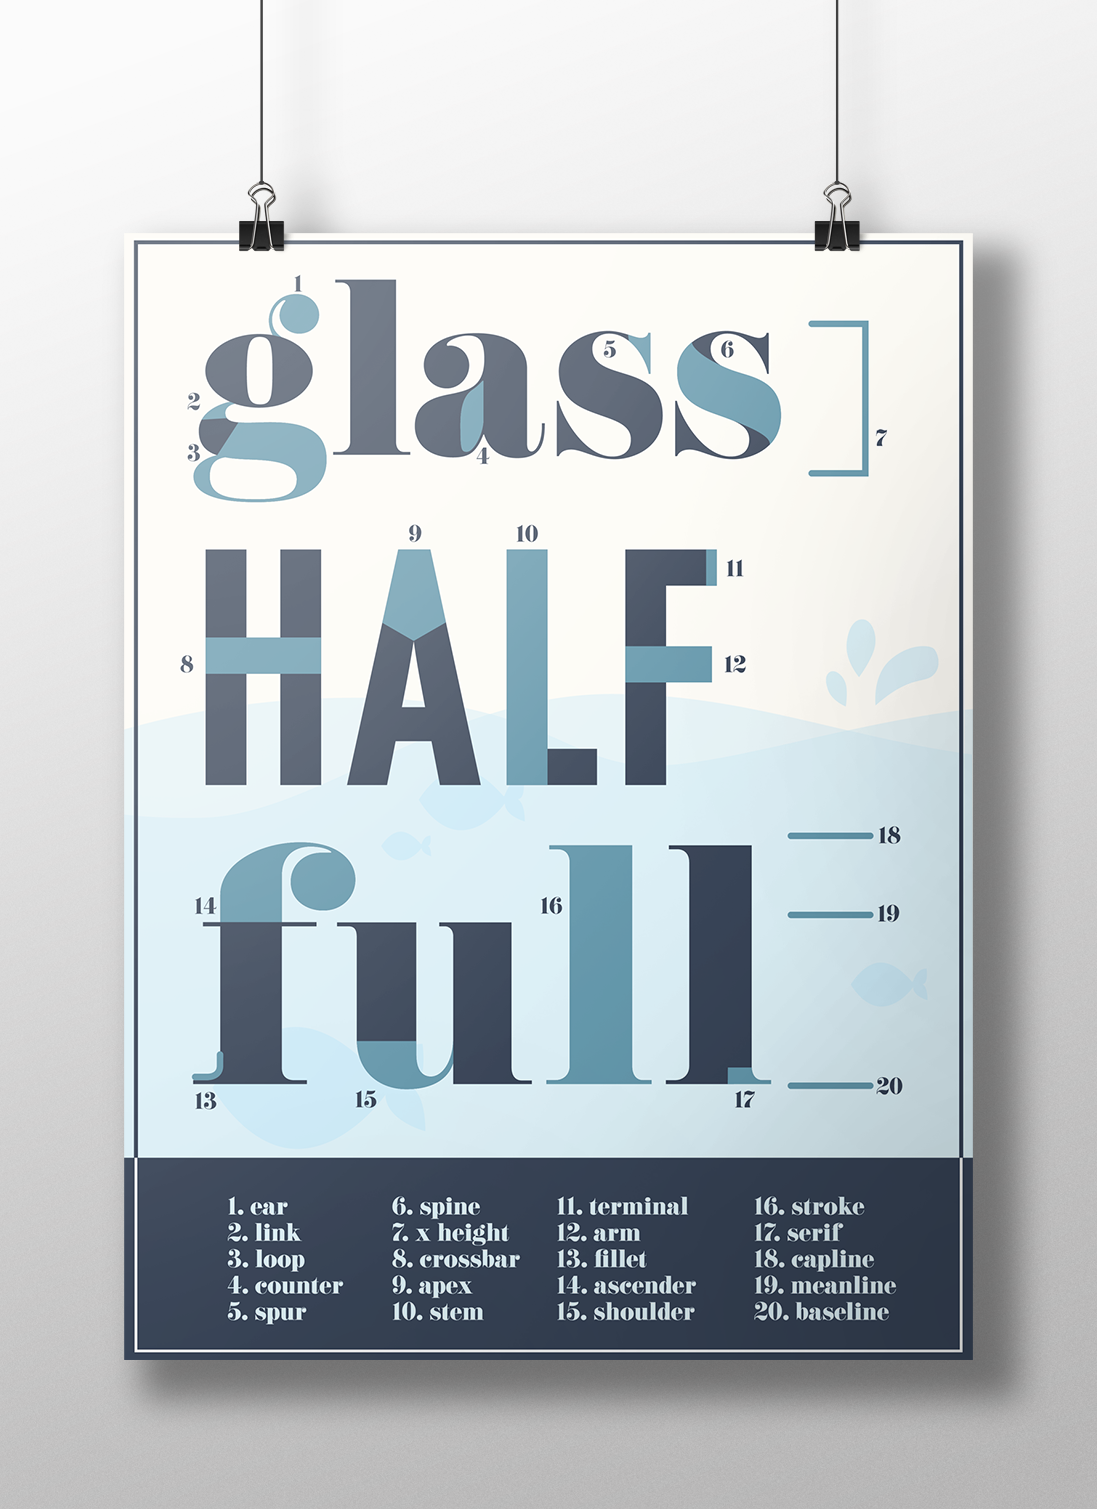 1
glass
5
6
2
3
4
7
9
10
HALF
11
8
12
18
full
14
16
19
13
15
17
20
1. ear
2. link
3. loop
4. counter
5. spur
6. spine
7. x height
8. crossbar
9. apex
10. stem
11. terminal
12. arm
13. fillet
14. ascender
15. shoulder
16. stroke
17. serif
18. capline
19. meanline
20. baseline